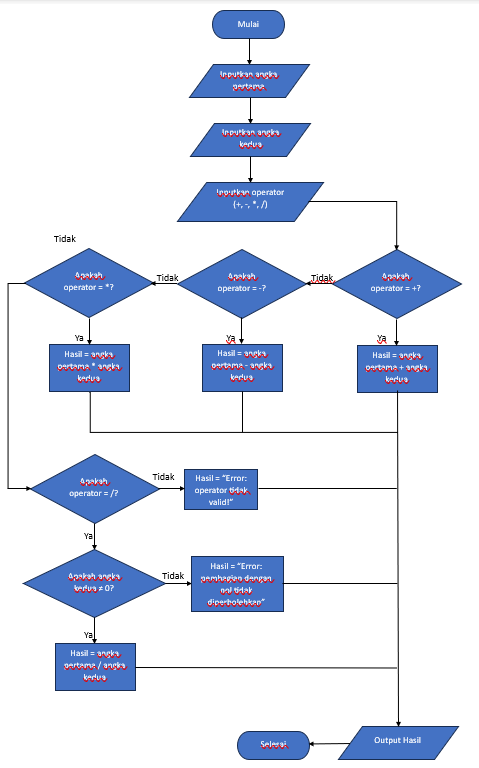 Mulai
Inputkan angka
pertama
Inputkan angka
kedua
Inputkan operator
(+, -, *, /)
Tidak
Apakah
operator = *?
Tidak
Apakah
operator = -?
Tidak
Apakah
operator = +?
Ya
Ya
Ya
Hasil = angka
pertama * angka
kedua
Hasil = angka
pertama - angka
kedua
Hasil = angka
pertama + angka
kedua
Apakah
operator = /?
Tidak
Hasil = “Error:
operator tidak
valid!”
Ya
Apakah angka
kedua ≠ 0?
Tidak
Hasil = “Error:
pembagian dengan
nol tidak
diperbolehkan”
Ya
Hasil = angka
pertama / angka
kedua
Output Hasil
Selesai